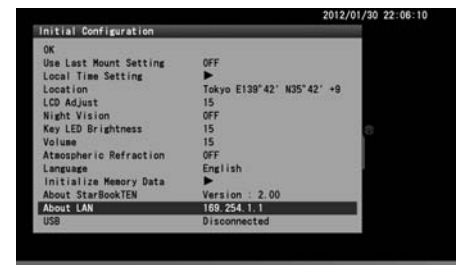 2012/01/30 22:06:10
Initial Configuration
OK
Use Last Mount Setting OFF
Local Time Setting ▶
Location Tokyo E139°42' N35°42' +9
LCD Adjust 15
Night Vision OFF
Key LED Brightness 15
Volume 15
Atmospheric Refraction OFF
Language English
Initialize Memory Data ▶
About StarBookTEN Version : 2.00
About LAN 169.254.1.1
USB Disconnected